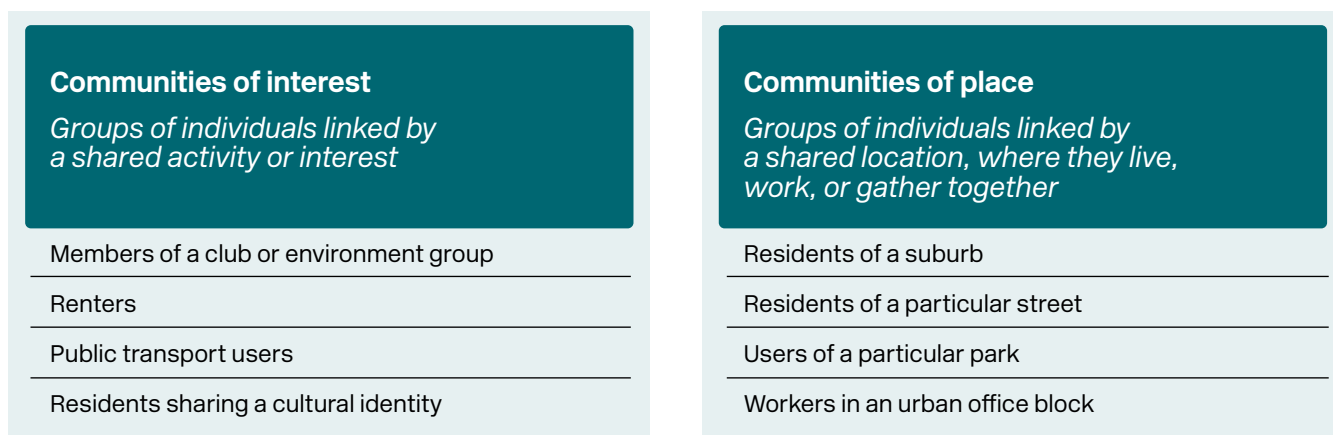 Communities of interest
Groups of individuals linked by
a shared activity or interest
Members of a club or environment group
Renters
Public transport users
Residents sharing a cultural identity
Communities of place
Groups of individuals linked by
a shared location, where they live,
work, or gather together
Residents of a suburb
Residents of a particular street
Users of a particular park
Workers in an urban office block